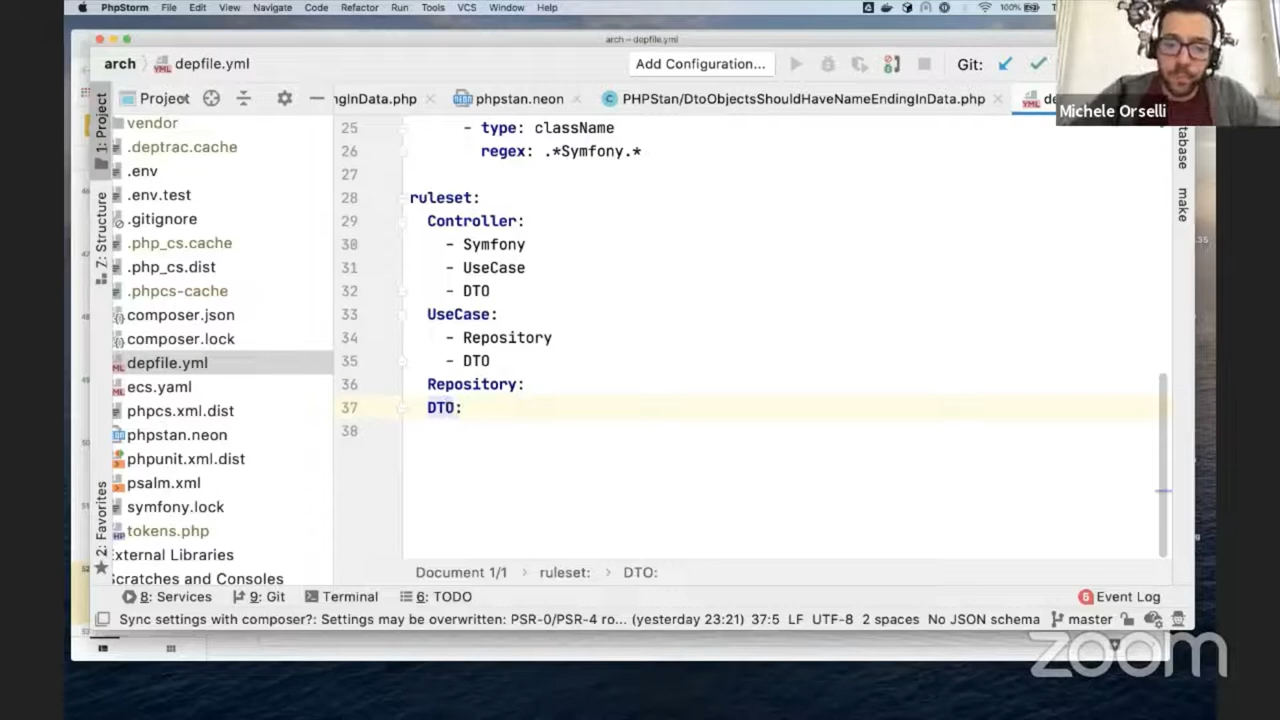 PhpStorm File Edit View Navigate Code Refactor Run Tools VCS Window Help 100%
arch – depfile.yml
arch depfile.yml Add Configuration... Git:
Michele Orselli
Project ngInData.php phpstan.neon PHPStan/DtoObjectsShouldHaveNameEndingInData.php de
1: Project
7: Structure
2: Favorites
vendor
.deptrac.cache
.env
.env.test
.gitignore
.php_cs.cache
.php_cs.dist
.phpcs-cache
composer.json
composer.lock
depfile.yml
ecs.yaml
phpcs.xml.dist
phpstan.neon
phpunit.xml.dist
psalm.xml
symfony.lock
tokens.php
External Libraries
Scratches and Consoles
25 - type: className
26 regex: .*Symfony.*
27
28 ruleset:
29 Controller:
30 - Symfony
31 - UseCase
32 - DTO
33 UseCase:
34 - Repository
35 - DTO
36 Repository:
37 DTO:
38
tabase
make
Document 1/1 › ruleset: › DTO:
8: Services 9: Git Terminal 6: TODO 6 Event Log
Sync settings with composer?: Settings may be overwritten: PSR-0/PSR-4 ro... (yesterday 23:21) 37:5 LF UTF-8 2 spaces No JSON schema master
zoom